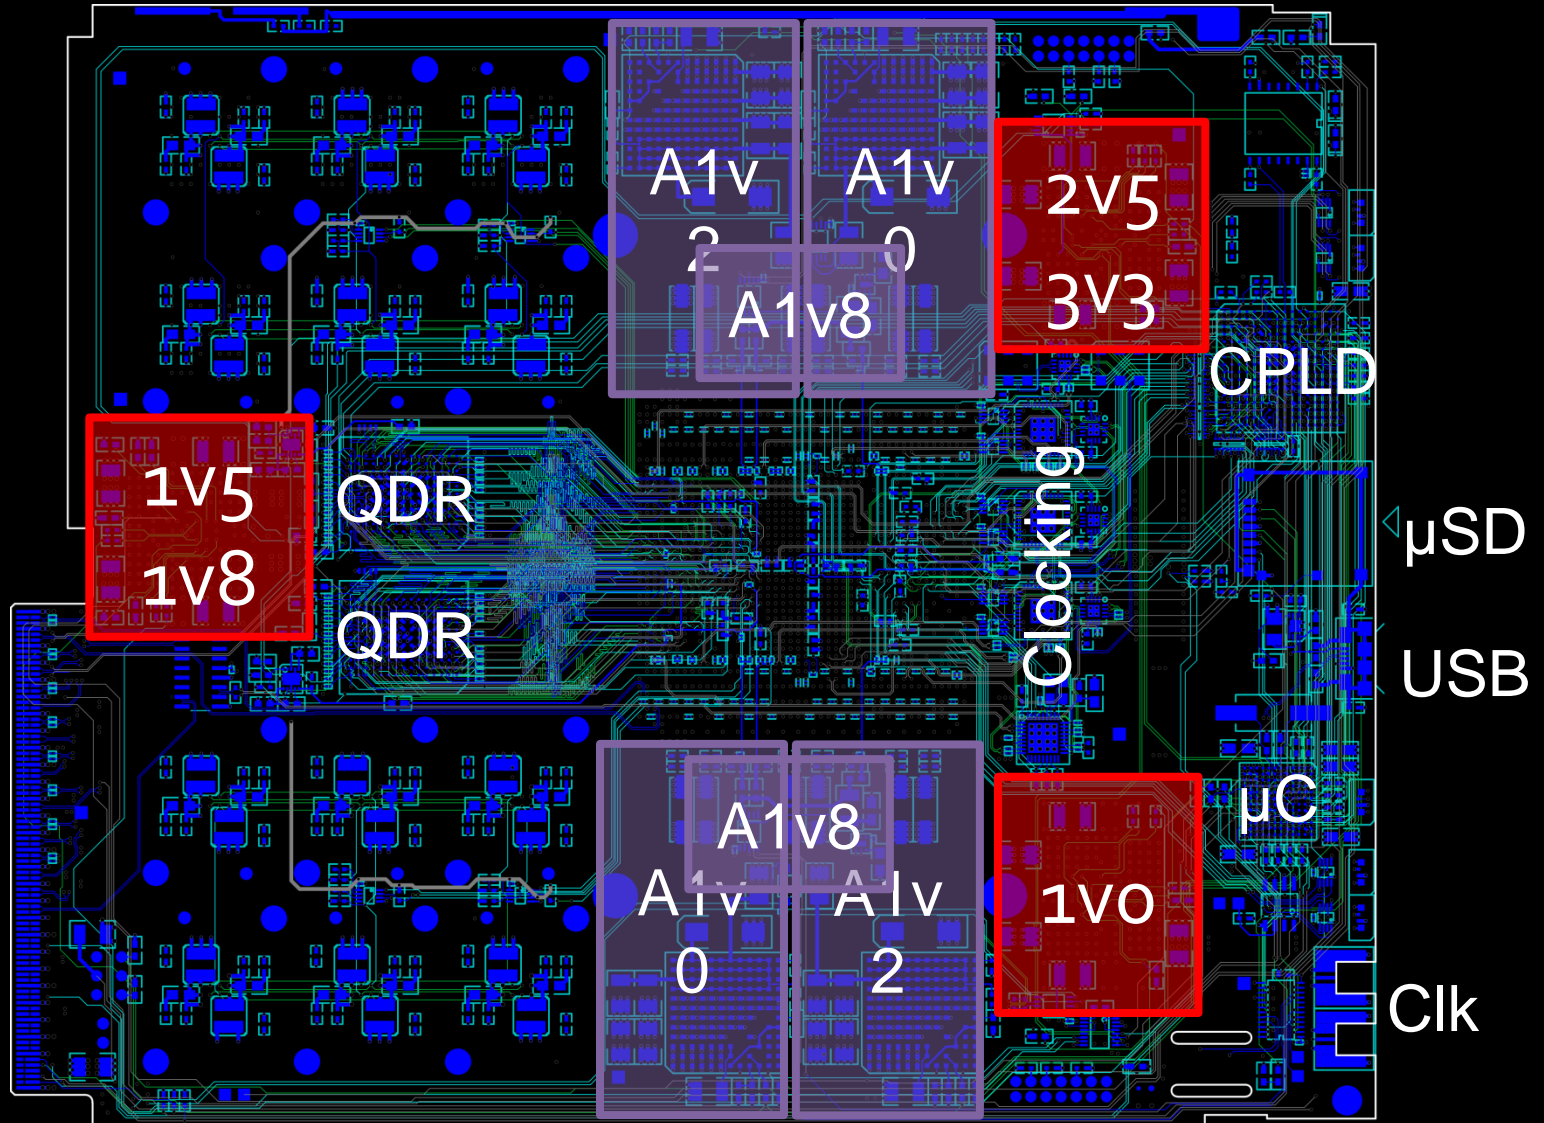 A1v
2
A1v
0
A1v8
2v5
3v3
CPLD
1v5
1v8
QDR
QDR
Clocking
µSD
USB
A1v8
A1v
0
A1v
2
1v0
µC
Clk